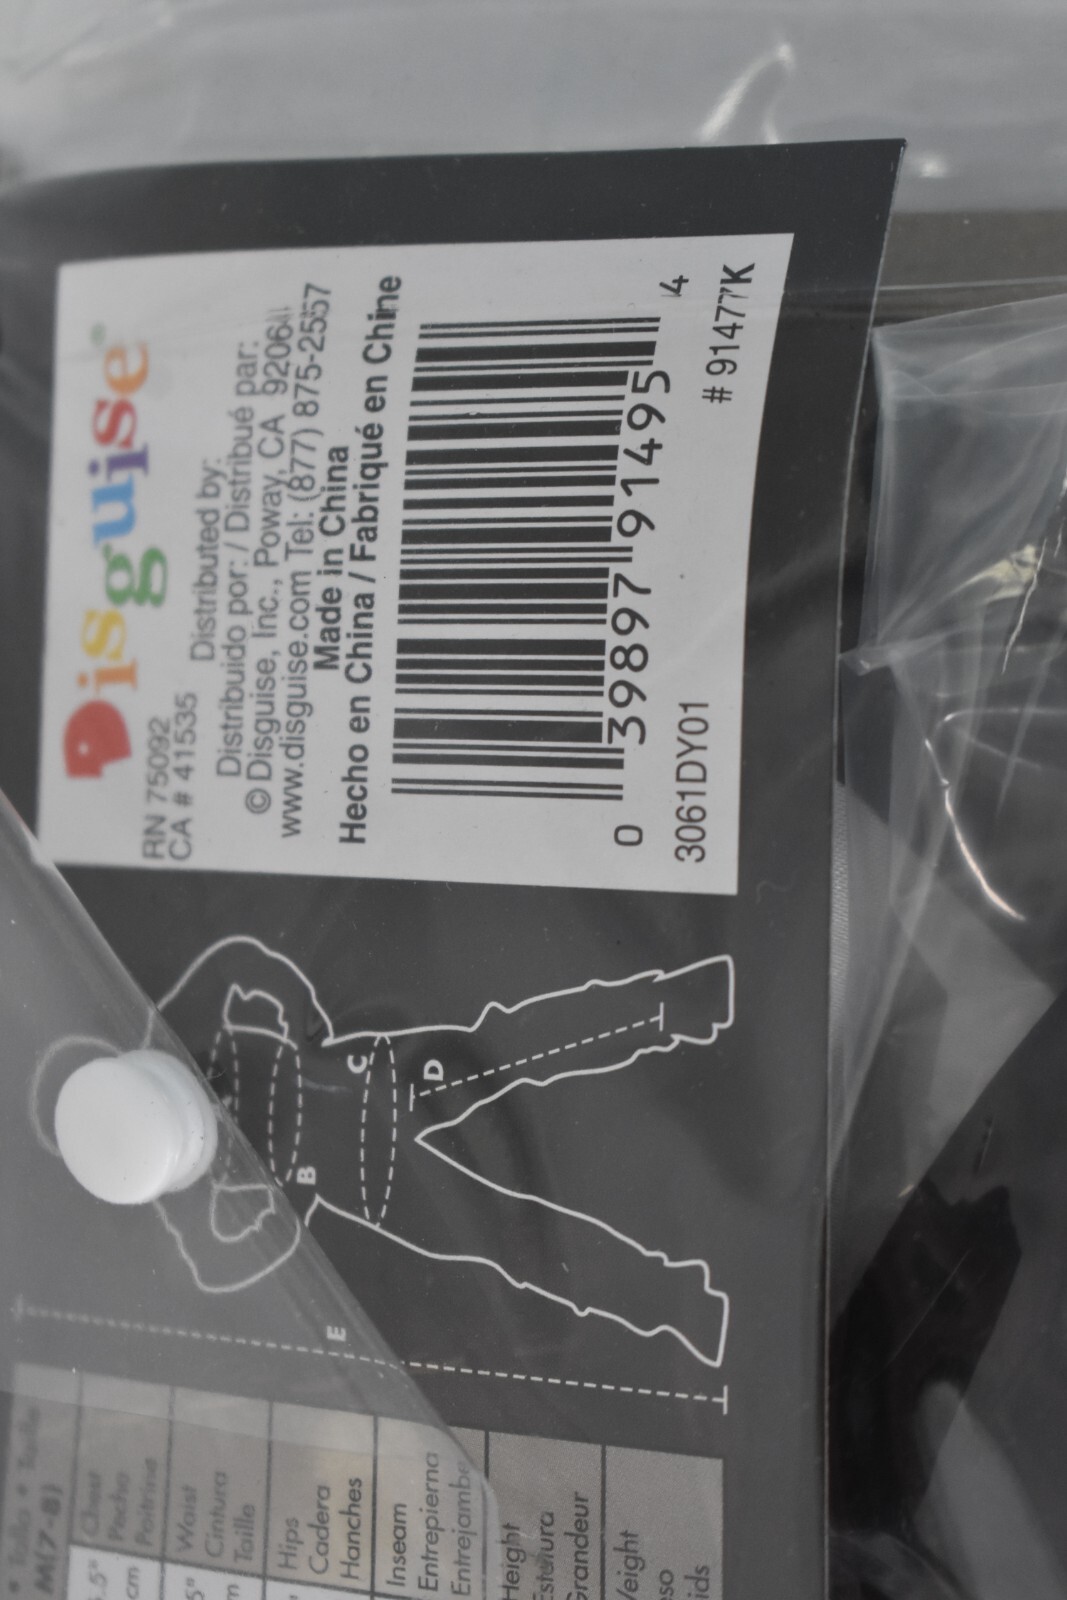 Disguise®
RN 75092
CA # 41535
Distributed by:
Distribuido por: / Distribué par:
© Disguise, Inc., Poway, CA 92064
www.disguise.com Tel: (877) 875-2557
Made in China
Hecho en China / Fabriqué en Chine
0 39897 91495 4
3061DY01
# 91477K
B
C
D
E
M(7-8)
Pecho
Poitrine
cm
Waist
Cintura
Taille
Hips
Cadera
Hanches
Inseam
Entrepierna
Entrejambe
Height
Estatura
Grandeur